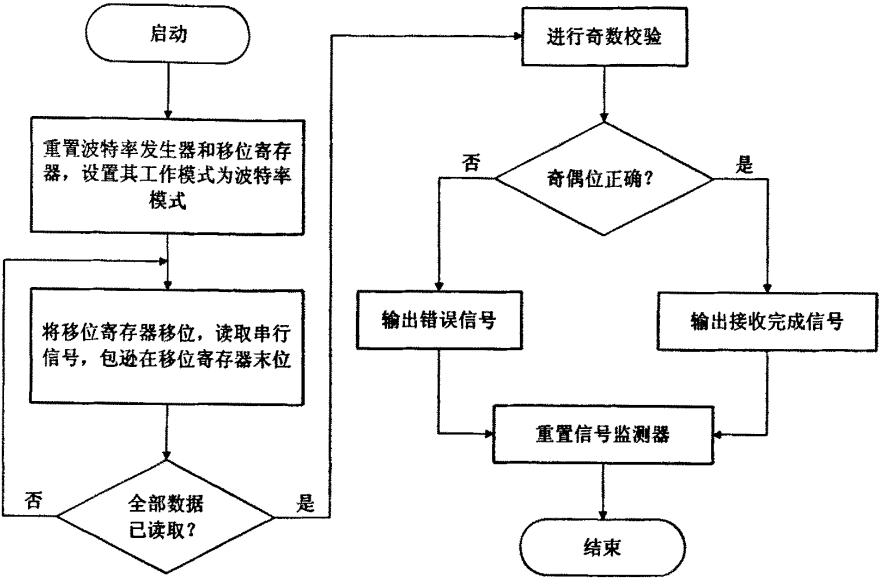 启动
重置波特率发生器和移位寄存
器，设置其工作模式为波特率
模式
将移位寄存器移位，读取串行
信号，包逊在移位寄存器末位
全部数据
已读取？
否
是
进行奇数校验
奇偶位正确？
否
是
输出错误信号
输出接收完成信号
重置信号监测器
结束